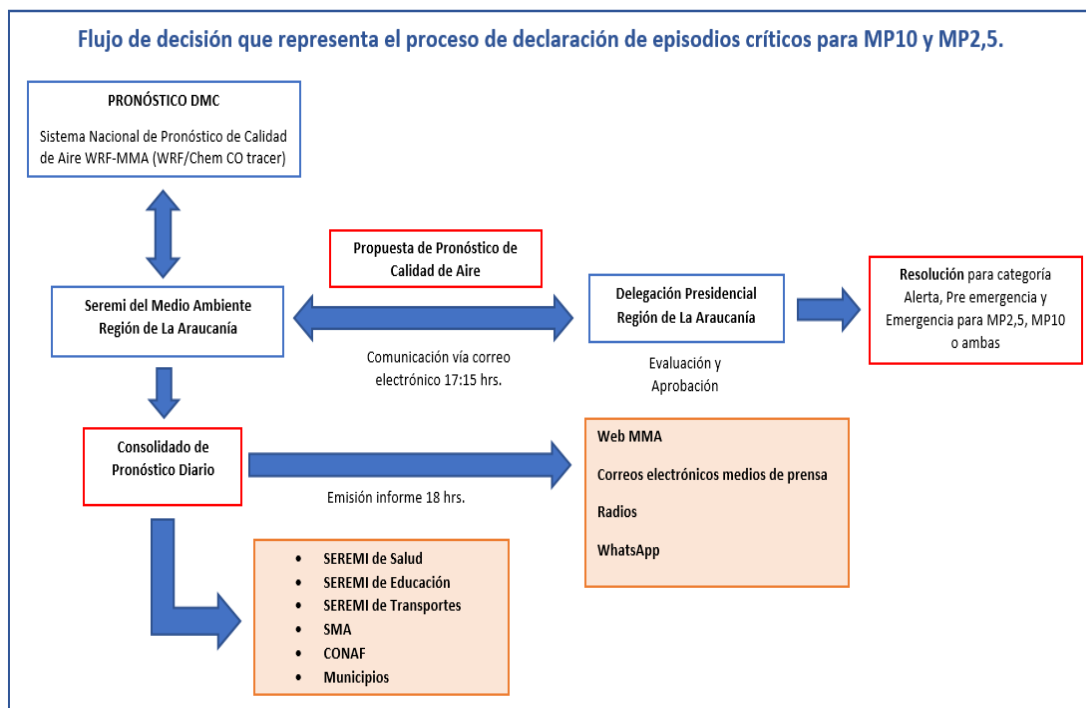 Flujo de decisión que representa el proceso de declaración de episodios críticos para MP10 y MP2,5.
PRONÓSTICO DMC
Sistema Nacional de Pronóstico de Calidad
de Aire WRF-MMA (WRF/Chem CO tracer)
Propuesta de Pronóstico de
Calidad de Aire
Seremi del Medio Ambiente
Región de La Araucanía
Comunicación vía correo
electrónico 17:15 hrs.
Delegación Presidencial
Región de La Araucanía
Evaluación y
Aprobación
Resolución para categoría
Alerta, Pre emergencia y
Emergencia para MP2,5, MP10
o ambas
Consolidado de
Pronóstico Diario
Emisión informe 18 hrs.
Web MMA
Correos electrónicos medios de prensa
Radios
WhatsApp
• SEREMI de Salud
• SEREMI de Educación
• SEREMI de Transportes
• SMA
• CONAF
• Municipios